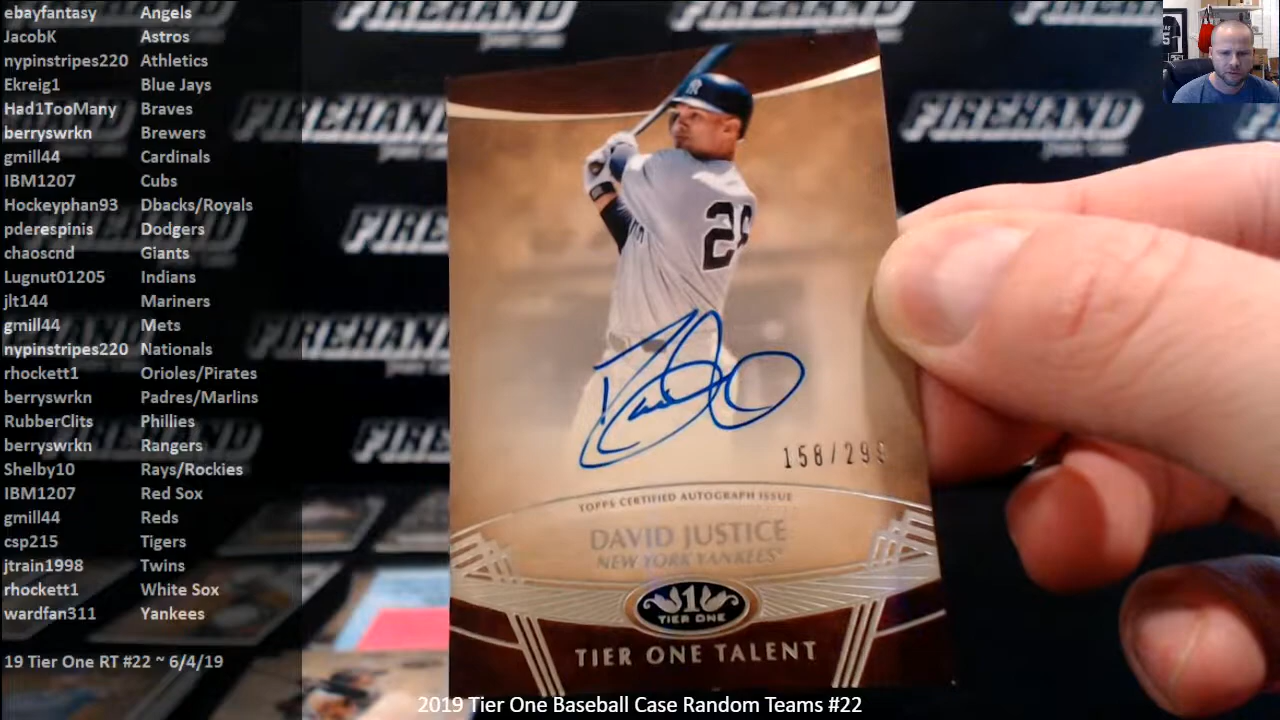 ebayfantasy Angels
JacobK Astros
nypinstripes220 Athletics
Ekreig1 Blue Jays
Had1TooMany Braves
berryswrkn Brewers
gmill44 Cardinals
IBM1207 Cubs
Hockeyphan93 Dbacks/Royals
pderespinis Dodgers
chaoscnd Giants
Lugnut01205 Indians
jlt144 Mariners
gmill44 Mets
nypinstripes220 Nationals
rhockett1 Orioles/Pirates
berryswrkn Padres/Marlins
RubberClits Phillies
berryswrkn Rangers
Shelby10 Rays/Rockies
IBM1207 Red Sox
gmill44 Reds
csp215 Tigers
jtrain1998 Twins
rhockett1 White Sox
wardfan311 Yankees
19 Tier One RT #22 ~ 6/4/19
FIREHAND
FIREHAND
FIREHAND
FIREHAND
FIREHAND
158/299
TOPPS CERTIFIED AUTOGRAPH ISSUE
DAVID JUSTICE
NEW YORK YANKEES
1
TIER ONE
TIER ONE TALENT
2019 Tier One Baseball Case Random Teams #22